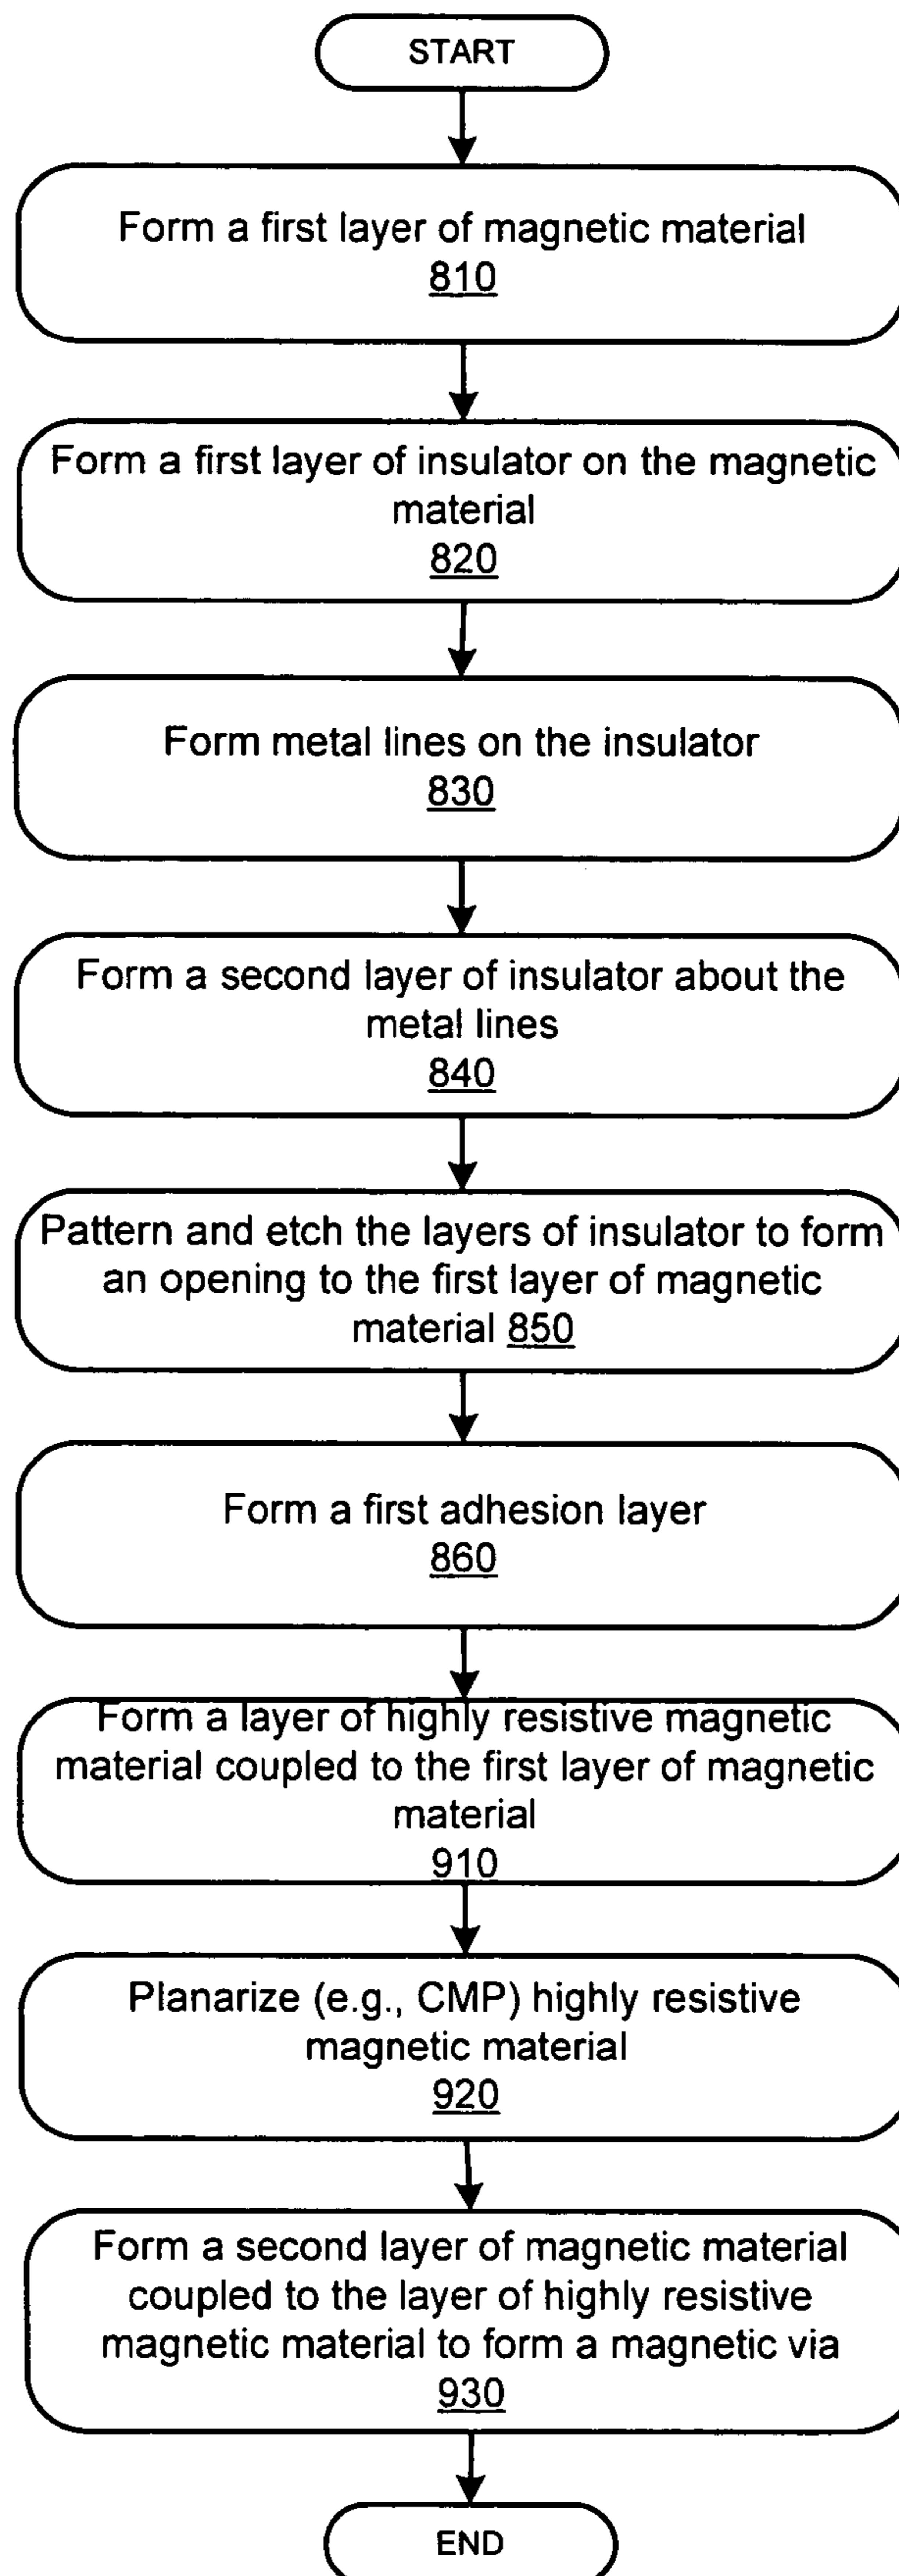 START
Form a first layer of magnetic material
810
Form a first layer of insulator on the magnetic
material
820
Form metal lines on the insulator
830
Form a second layer of insulator about the
metal lines
840
Pattern and etch the layers of insulator to form
an opening to the first layer of magnetic
material 850
Form a first adhesion layer
860
Form a layer of highly resistive magnetic
material coupled to the first layer of magnetic
material
910
Planarize (e.g., CMP) highly resistive
magnetic material
920
Form a second layer of magnetic material
coupled to the layer of highly resistive
magnetic material to form a magnetic via
930
END